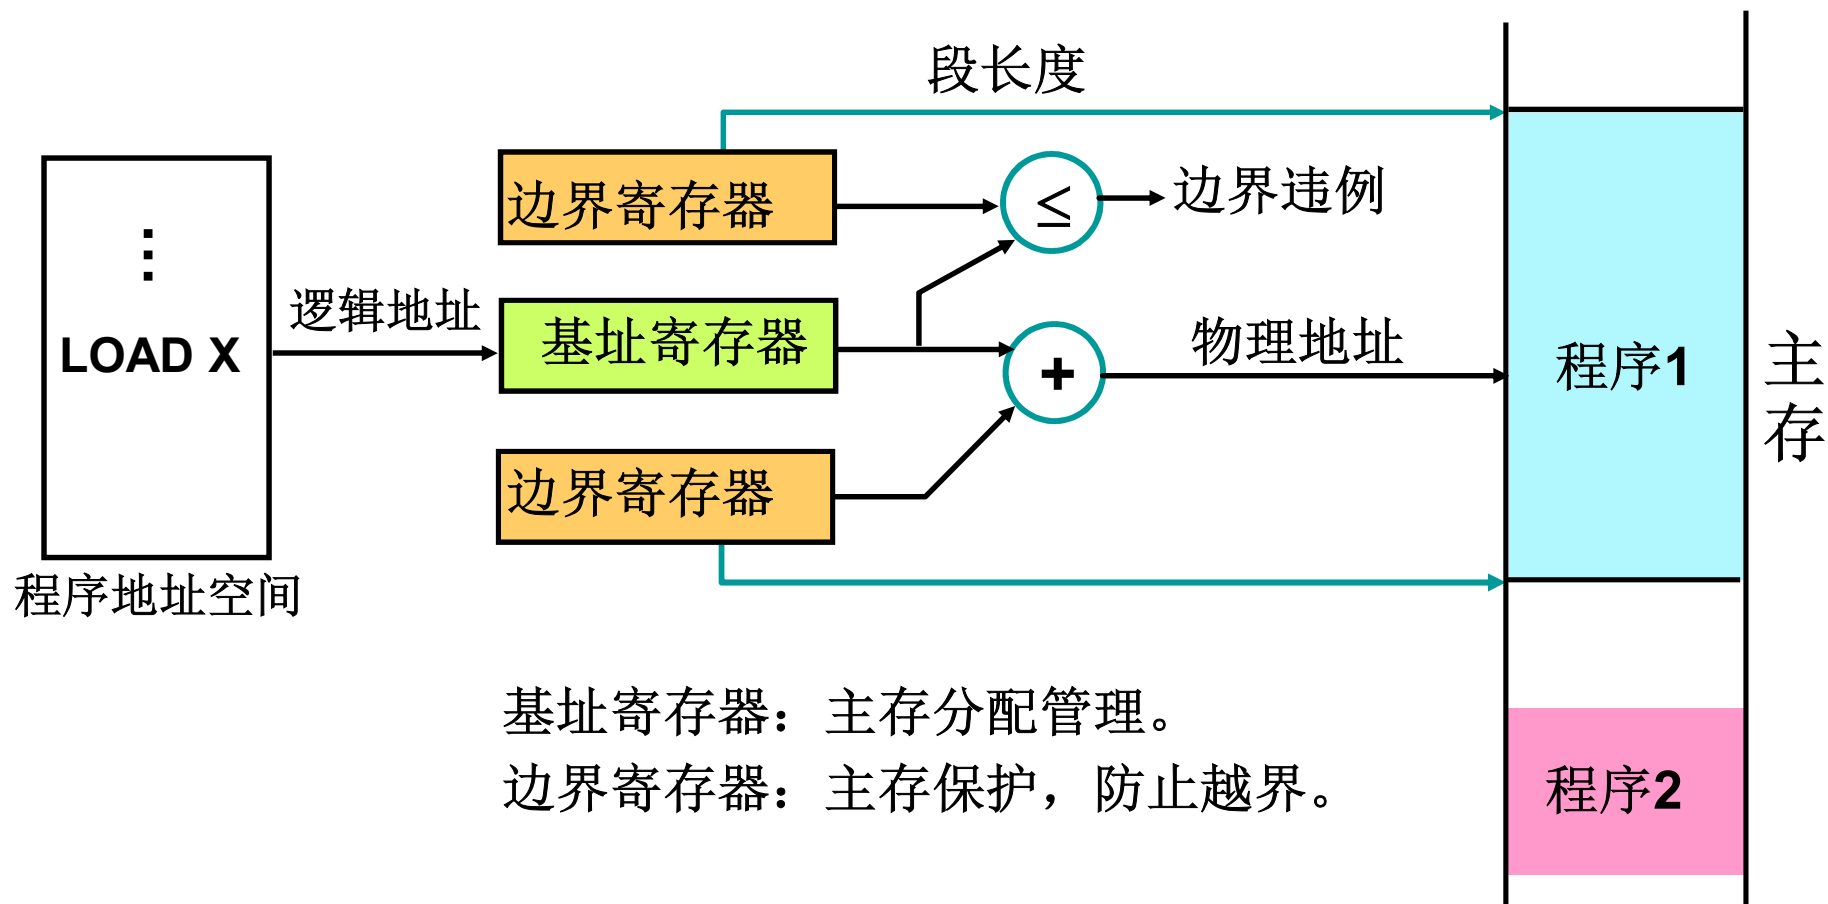 段长度
边界寄存器
≤
边界违例
⋮
LOAD X
逻辑地址
基址寄存器
+
物理地址
程序1
主存
边界寄存器
程序地址空间
基址寄存器：主存分配管理。
边界寄存器：主存保护，防止越界。
程序2